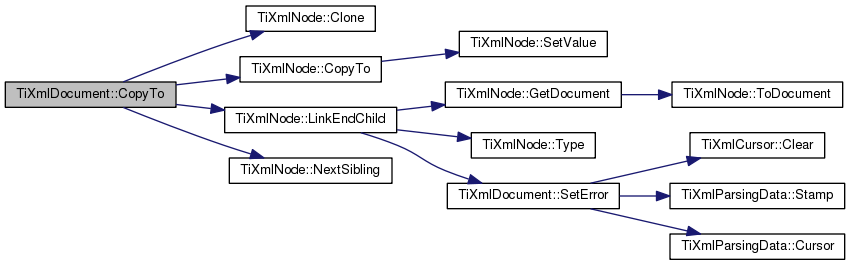 TiXmlDocument::CopyTo
TiXmlNode::Clone
TiXmlNode::CopyTo
TiXmlNode::SetValue
TiXmlNode::LinkEndChild
TiXmlNode::GetDocument
TiXmlNode::ToDocument
TiXmlNode::Type
TiXmlDocument::SetError
TiXmlCursor::Clear
TiXmlParsingData::Stamp
TiXmlParsingData::Cursor
TiXmlNode::NextSibling